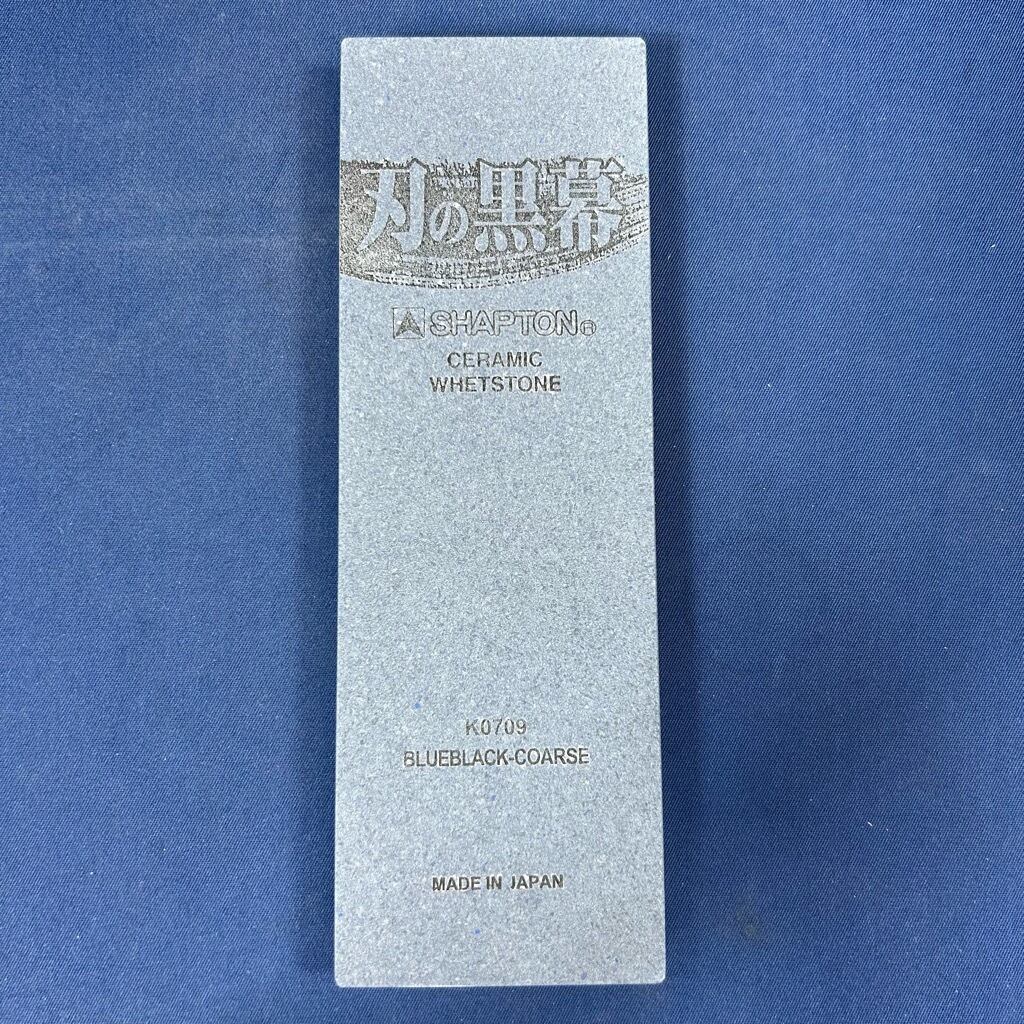 刃の黒幕
SHAPTON®
CERAMIC
WHETSTONE
K0709
BLUEBLACK-COARSE
MADE IN JAPAN